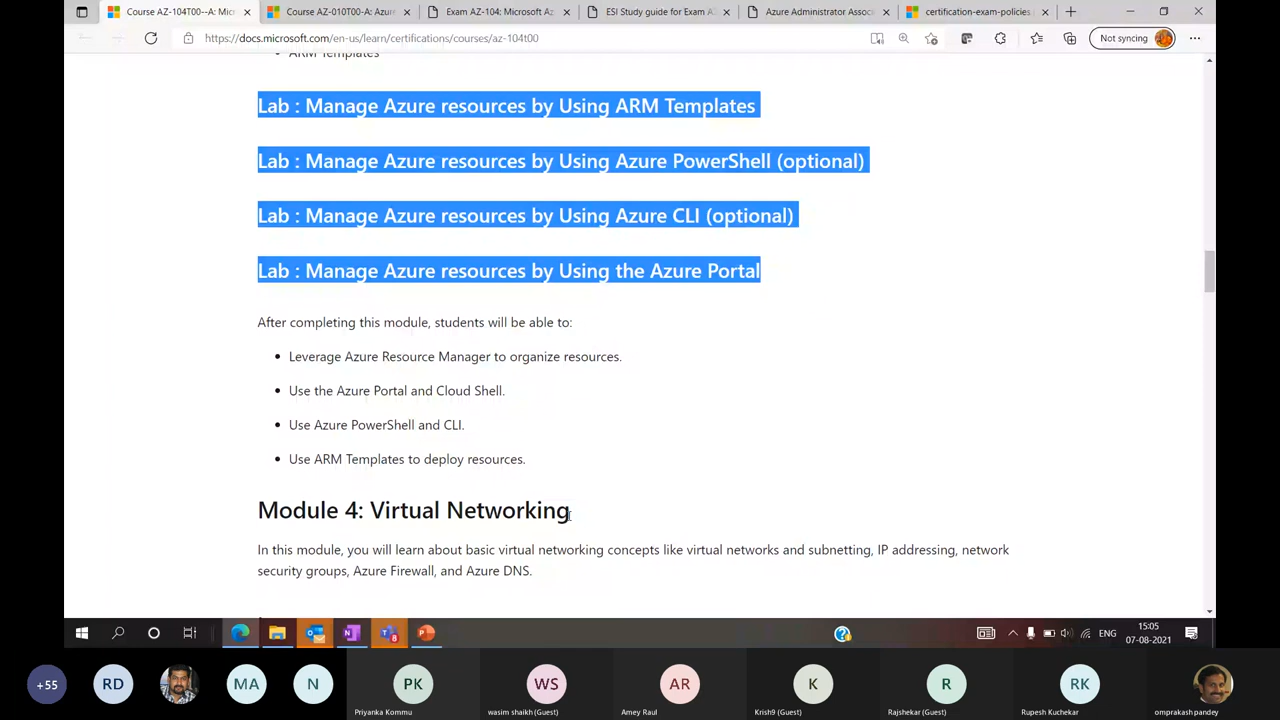 Course AZ-104T00--A: Mic
Course AZ-010T00-A: Azur
Exam AZ-104: Microsoft Az
ESI Study guide for Exam A
Azure Administrator Assoc
certification-exam-policies (
https://docs.microsoft.com/en-us/learn/certifications/courses/az-104t00
Not syncing
ARM Templates
Lab : Manage Azure resources by Using ARM Templates
Lab : Manage Azure resources by Using Azure PowerShell (optional)
Lab : Manage Azure resources by Using Azure CLI (optional)
Lab : Manage Azure resources by Using the Azure Portal
After completing this module, students will be able to:
Leverage Azure Resource Manager to organize resources.
Use the Azure Portal and Cloud Shell.
Use Azure PowerShell and CLI.
Use ARM Templates to deploy resources.
Module 4: Virtual Networking
In this module, you will learn about basic virtual networking concepts like virtual networks and subnetting, IP addressing, network
security groups, Azure Firewall, and Azure DNS.
8
ENG
15:05
07-08-2021
+55
RD
MA
N
PK
WS
AR
K
R
RK
Priyanka Kommu
wasim shaikh (Guest)
Amey Raul
Krish9 (Guest)
Rajshekar (Guest)
Rupesh Kuchekar
omprakash pandey